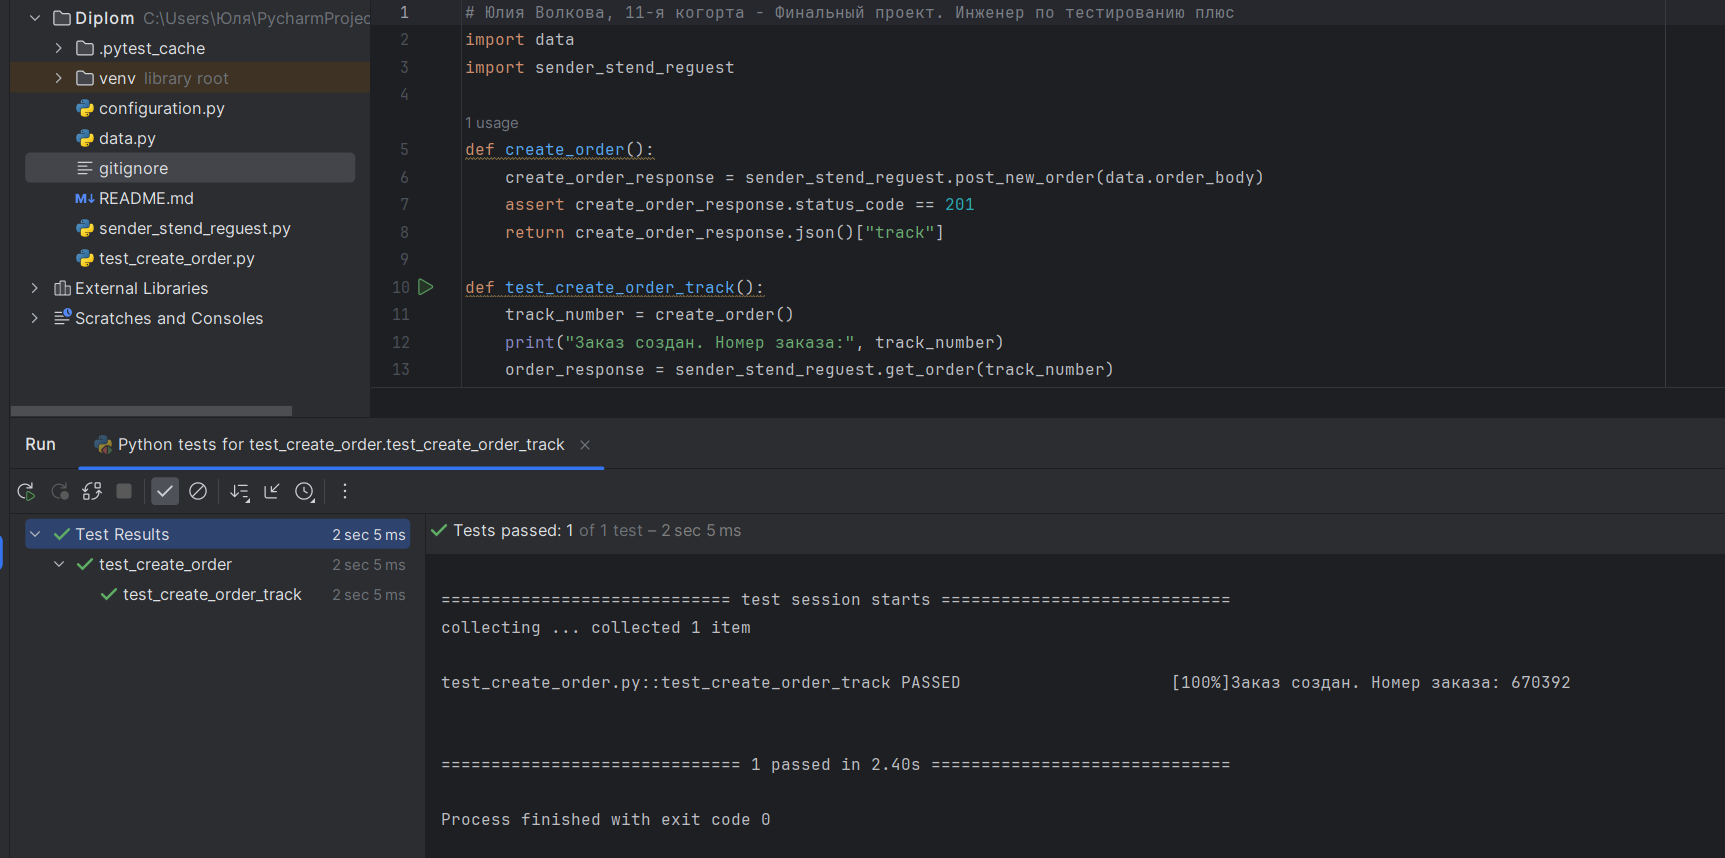 Diplom C:\Users\Юля\PycharmProjec
.pytest_cache
venv library root
configuration.py
data.py
gitignore
README.md
sender_stend_reguest.py
test_create_order.py
External Libraries
Scratches and Consoles
1 # Юлия Волкова, 11-я когорта - Финальный проект. Инженер по тестированию плюс
2 import data
3 import sender_stend_reguest
4
1 usage
5 def create_order():
6 create_order_response = sender_stend_reguest.post_new_order(data.order_body)
7 assert create_order_response.status_code == 201
8 return create_order_response.json()["track"]
9
10 def test_create_order_track():
11 track_number = create_order()
12 print("Заказ создан. Номер заказа:", track_number)
13 order_response = sender_stend_reguest.get_order(track_number)
Run Python tests for test_create_order.test_create_order_track
Test Results 2 sec 5 ms
test_create_order 2 sec 5 ms
test_create_order_track 2 sec 5 ms
Tests passed: 1 of 1 test – 2 sec 5 ms
============================= test session starts =============================
collecting ... collected 1 item
test_create_order.py::test_create_order_track PASSED [100%]Заказ создан. Номер заказа: 670392
============================== 1 passed in 2.40s ==============================
Process finished with exit code 0